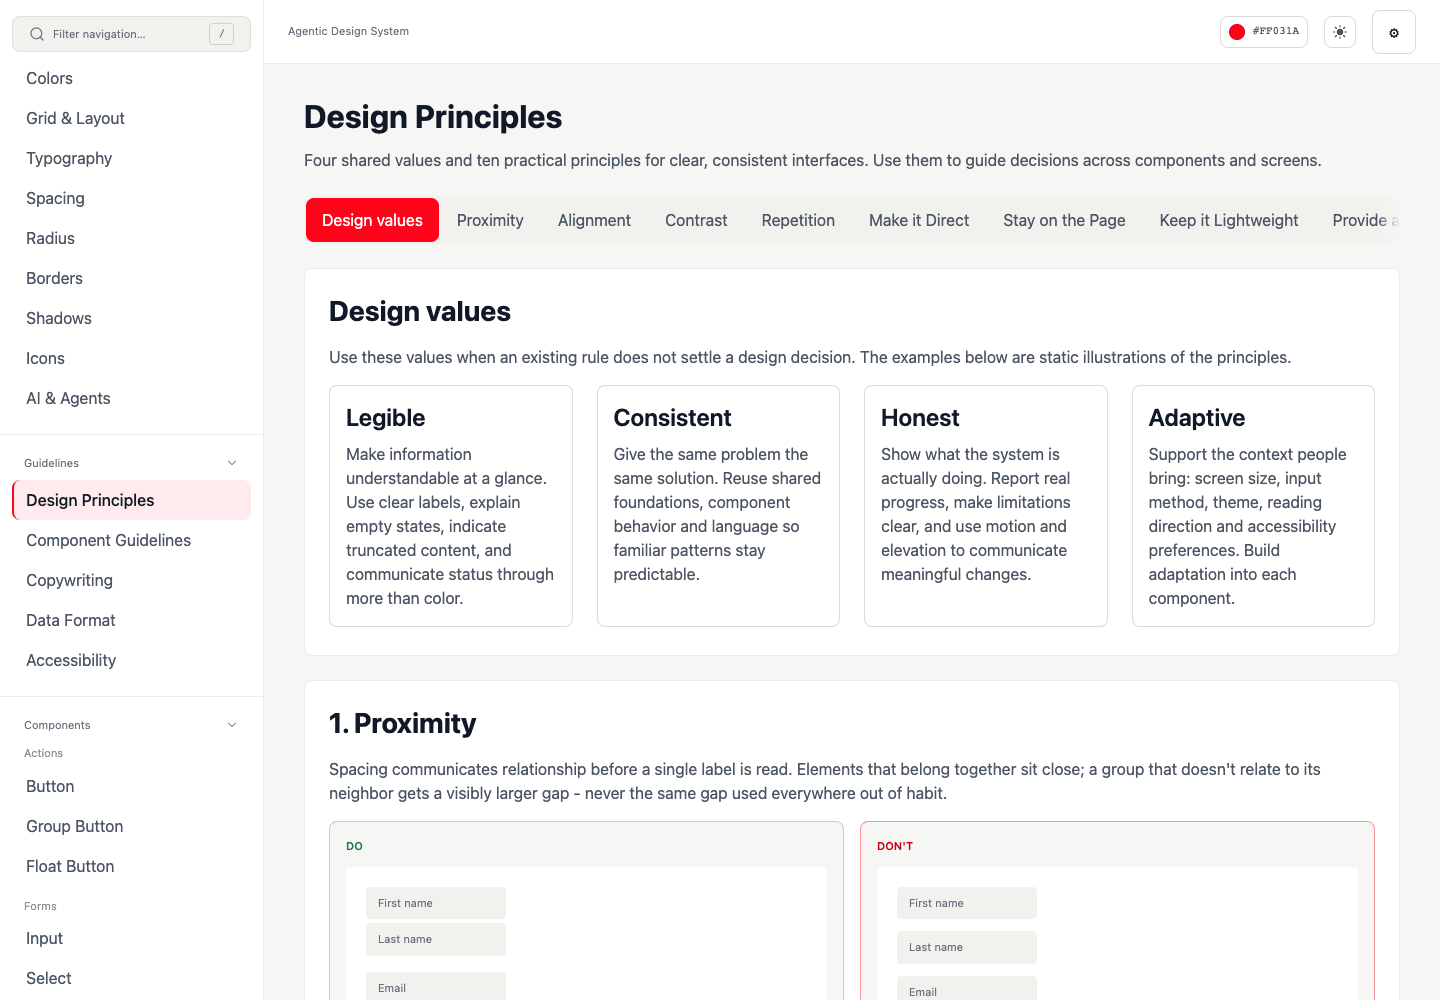 Filter navigation...
/
Colors
Grid & Layout
Typography
Spacing
Radius
Borders
Shadows
Icons
AI & Agents
Guidelines
Design Principles
Component Guidelines
Copywriting
Data Format
Accessibility
Components
Actions
Button
Group Button
Float Button
Forms
Input
Select
Agentic Design System
#FF031A
Design Principles
Four shared values and ten practical principles for clear, consistent interfaces. Use them to guide decisions across components and screens.
Design values
Proximity
Alignment
Contrast
Repetition
Make it Direct
Stay on the Page
Keep it Lightweight
Provide a
Design values
Use these values when an existing rule does not settle a design decision. The examples below are static illustrations of the principles.
Legible
Make information
understandable at a glance.
Use clear labels, explain
empty states, indicate
truncated content, and
communicate status through
more than color.
Consistent
Give the same problem the
same solution. Reuse shared
foundations, component
behavior and language so
familiar patterns stay
predictable.
Honest
Show what the system is
actually doing. Report real
progress, make limitations
clear, and use motion and
elevation to communicate
meaningful changes.
Adaptive
Support the context people
bring: screen size, input
method, theme, reading
direction and accessibility
preferences. Build
adaptation into each
component.
1. Proximity
Spacing communicates relationship before a single label is read. Elements that belong together sit close; a group that doesn't relate to its
neighbor gets a visibly larger gap - never the same gap used everywhere out of habit.
DO
First name
Last name
Email
DON'T
First name
Last name
Email